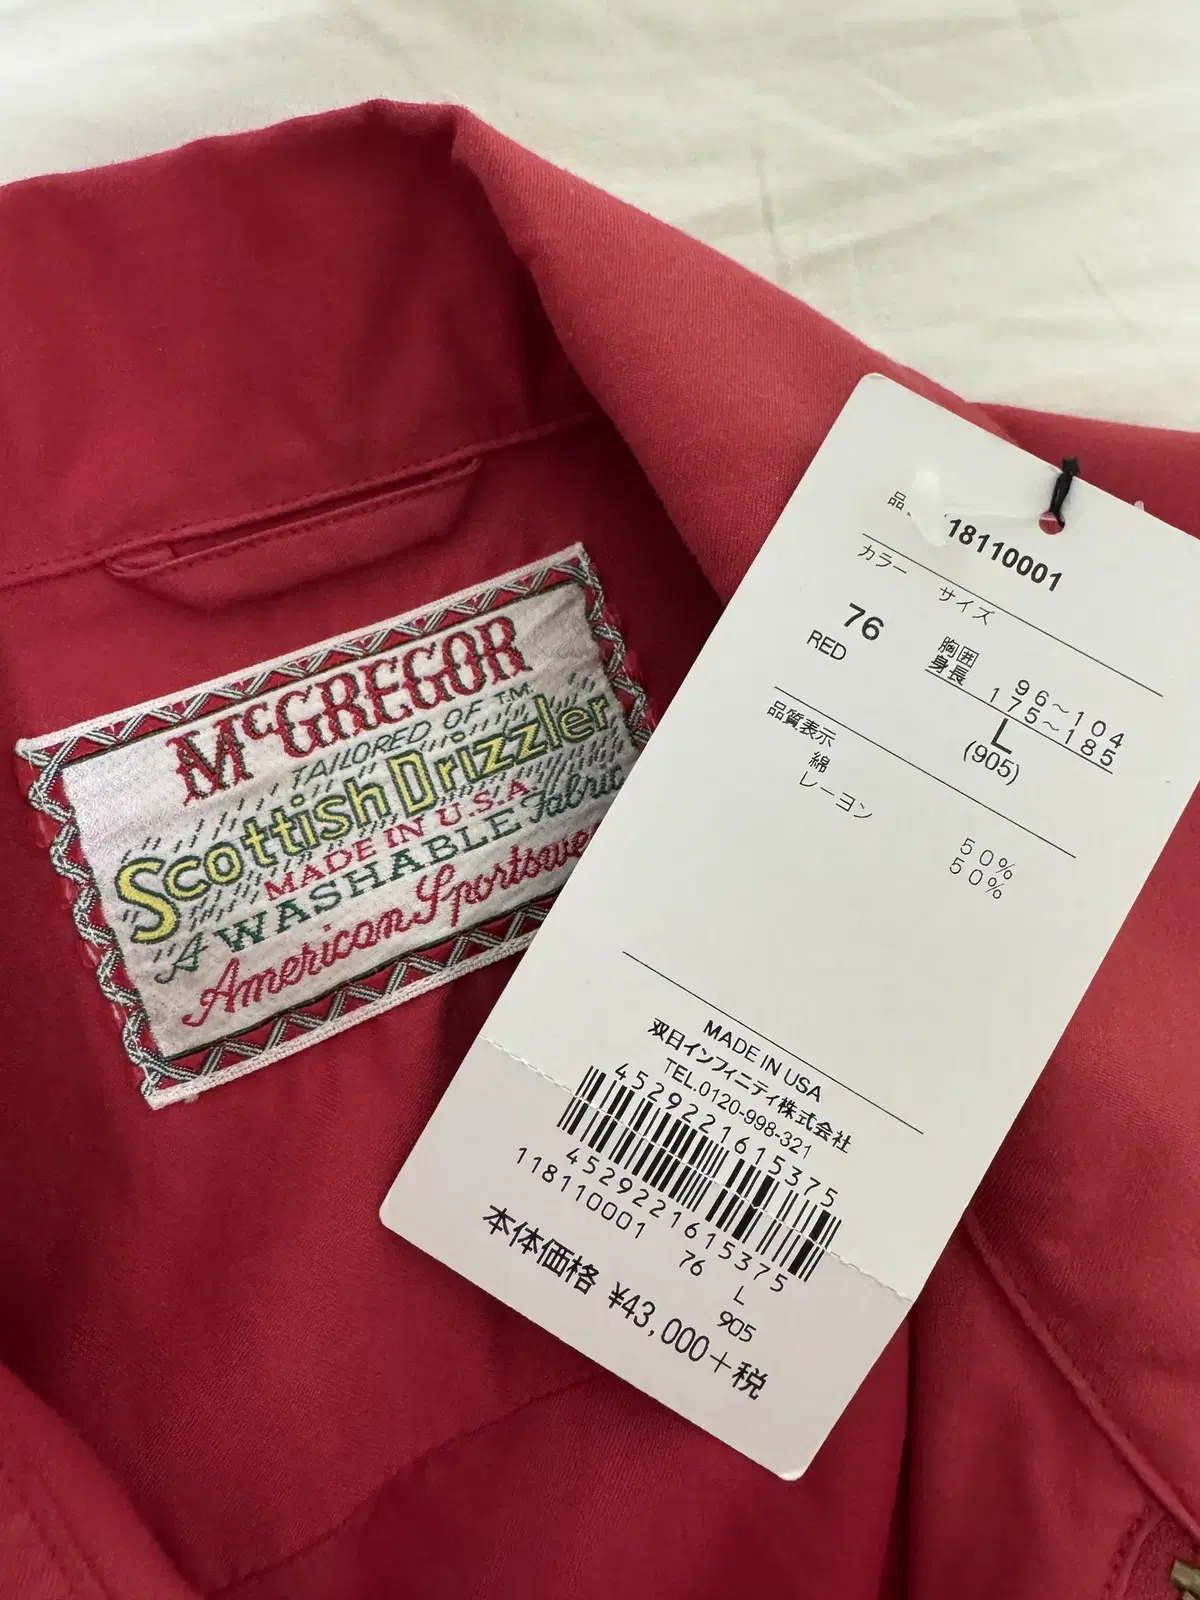 McGREGOR
TAILORED OF TM
Scottish Drizzler
MADE IN U.S.A.
"A WASHABLE Fabric
American Sportswe
品 18110001
カラー サイズ
76
RED
胸囲 96~104
身長 175~185
L
(905)
品質表示
綿 50%
レーヨン 50%
MADE IN USA
双日インフィニティ株式会社
TEL.0120-998-321
4529221615375
4529221615375
118110001 76 L 905
本体価格 ¥43,000+税